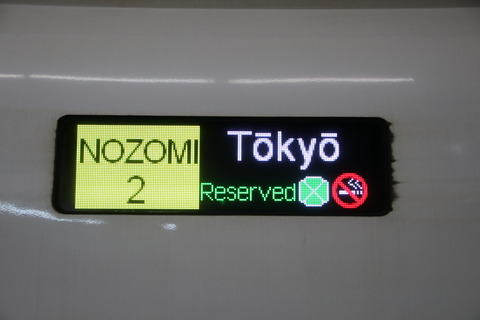 NOZOMI
2
Tōkyō
Reserved